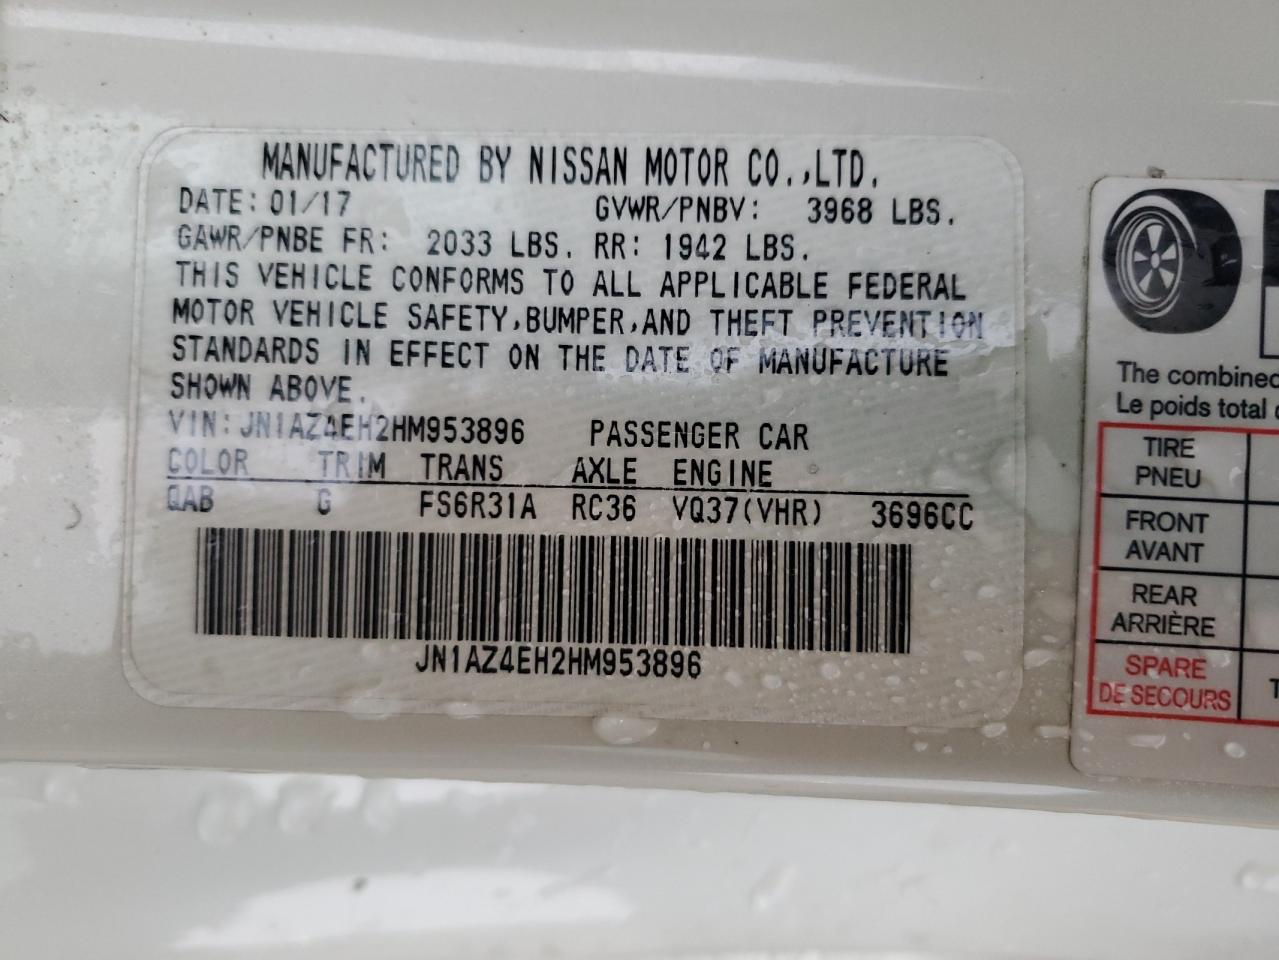 MANUFACTURED BY NISSAN MOTOR CO.,LTD.
DATE: 01/17 GVWR/PNBV: 3968 LBS.
GAWR/PNBE FR: 2033 LBS. RR: 1942 LBS.
THIS VEHICLE CONFORMS TO ALL APPLICABLE FEDERAL
MOTOR VEHICLE SAFETY,BUMPER,AND THEFT PREVENTION
STANDARDS IN EFFECT ON THE DATE OF MANUFACTURE
SHOWN ABOVE.
VIN: JN1AZ4EH2HM953896 PASSENGER CAR
COLOR TRIM TRANS AXLE ENGINE
QAB G FS6R31A RC36 VQ37(VHR) 3696CC
JN1AZ4EH2HM953896
The combined
Le poids total
TIRE
PNEU
FRONT
AVANT
REAR
ARRIÈRE
SPARE
DE SECOURS